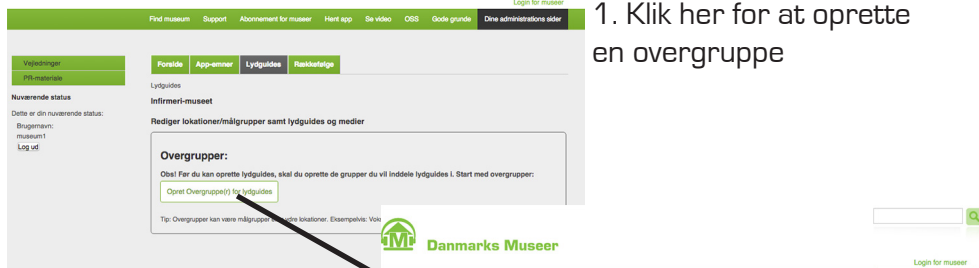 Login for museer
Find museum Support Abonnement for museer Hent app Se video OSS Gode grunde Dine administrations sider
1. Klik her for at oprette
en overgruppe
Vejledninger
PR-materiale
Nuværende status
Dette er din nuværende status:
Brugernavn:
museum1
Log ud
Forside App-emner Lydguides Rækkefølge
Lydguides
Infirmeri-museet
Rediger lokationer/målgrupper samt lydguides og medier
Overgrupper:
Obs! Før du kan oprette lydguides, skal du oprette de grupper du vil inddele lydguides i. Start med overgrupper:
Opret Overgruppe(r) for lydguides
Tip: Overgrupper kan være målgrupper lokationer. Eksempelvis:
Danmarks Museer
Login for museer